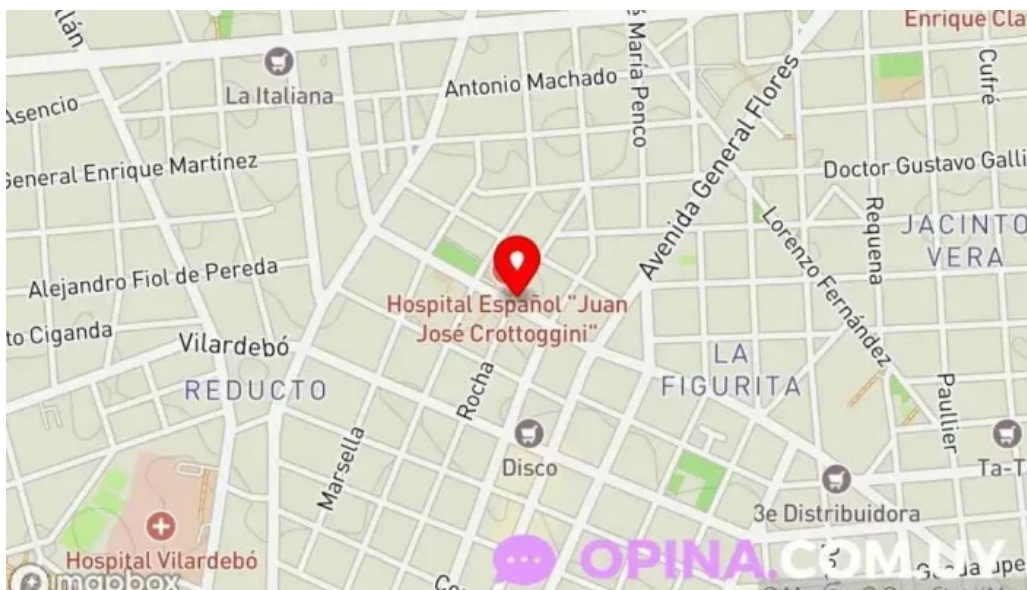 Enrique Cla
La Italiana
Antonio Machado
María Penco
Cufré
Asencio
Avenida General Flores
General Enrique Martínez
Doctor Gustavo Galli
Requena
JACINTO
VERA
Lorenzo Fernández
Alejandro Fiol de Pereda
Hospital Español "Juan
José Crottoggini"
to Ciganda
Vilardebó
REDUCTO
LA
FIGURITA
Rocha
Paullier
Marsella
Disco
Ta-T
3e Distribuidora
Hospital Vilardebó
OPINA.COM.UY
mapbox